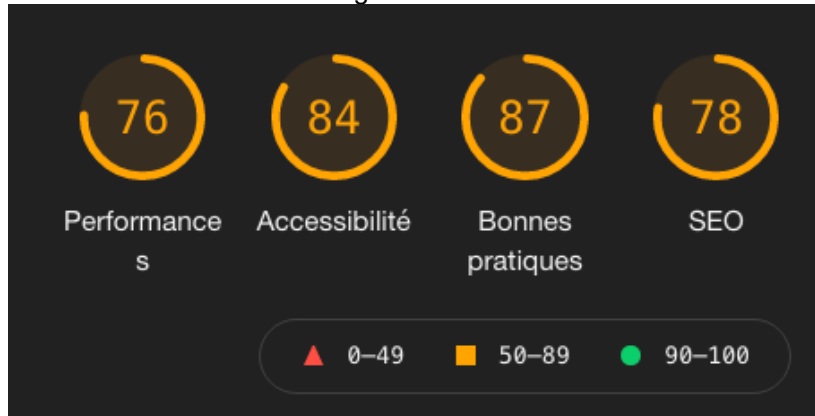 76 84 87 78
Performance Accessibilité Bonnes SEO
s pratiques
0–49 50–89 90–100